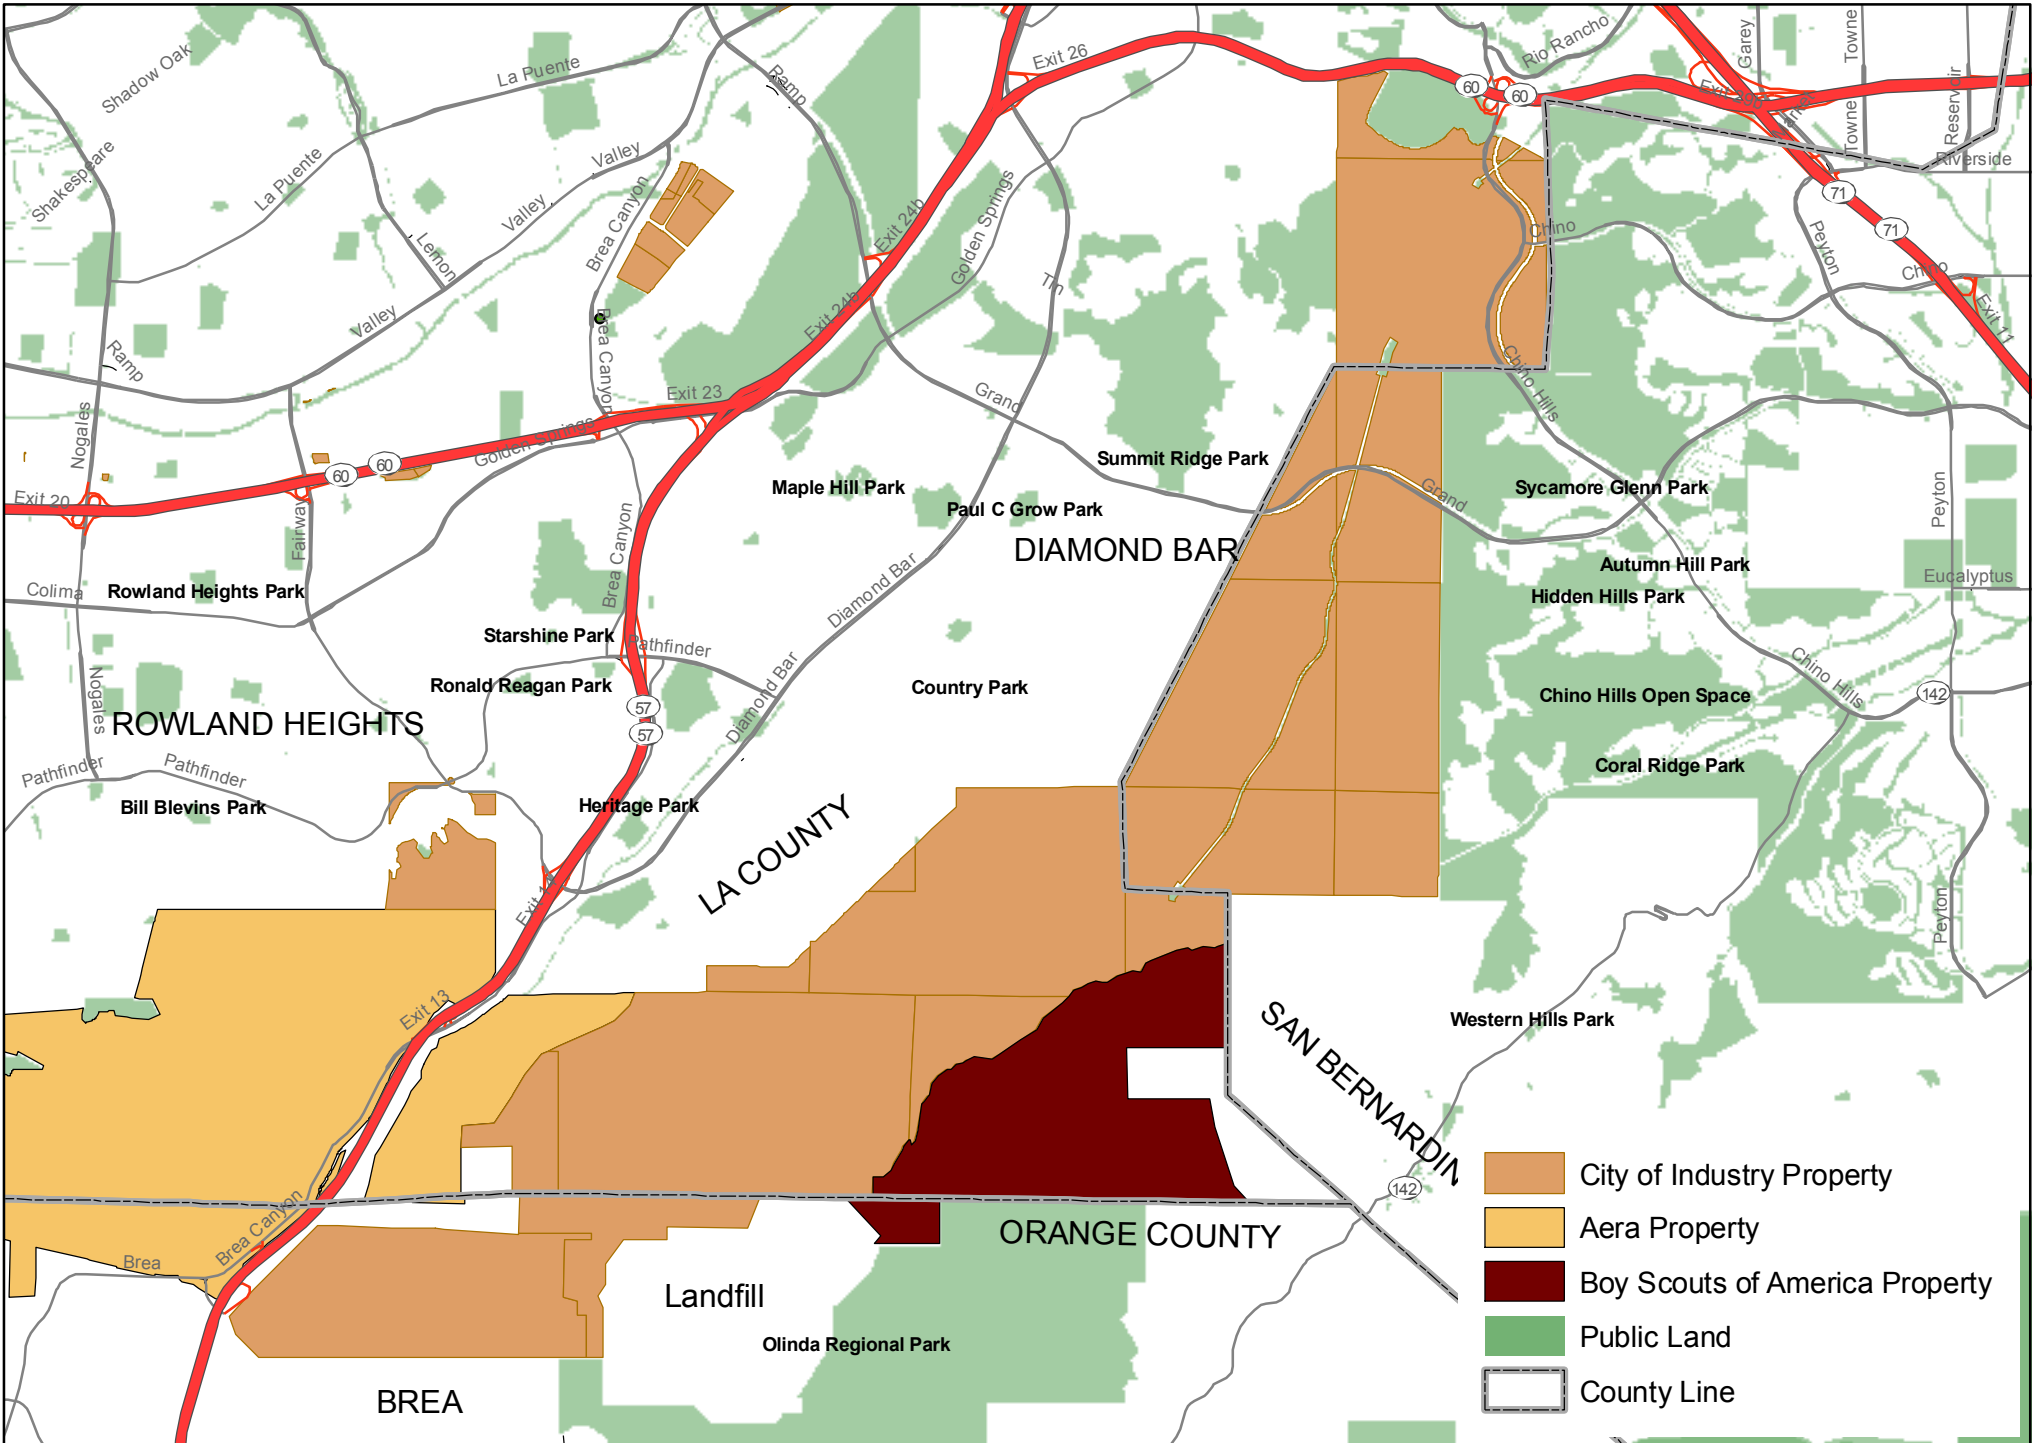 Shadow Oak
La Puente
Ramp
Exit 26
60
60
Rio Rancho
Garey
Towne
Exit 29b
Towne
Reservoir
Riverside
Shakespeare
La Puente
Valley
Valley
Lemon
Brea Canyon
Exit 24b
Golden Springs
71
71
Chino
Peyton
Chino
Exit 11
Valley
Ramp
Brea Canyon
Exit 24b
Exit 23
Grand
Chino Hills
Nogales
Golden Springs
60
60
Exit 20
Fairway
Summit Ridge Park
Maple Hill Park
Paul C Grow Park
Grand
Sycamore Glenn Park
Peyton
DIAMOND BAR
Autumn Hill Park
Hidden Hills Park
Eucalyptus
Colima
Rowland Heights Park
Brea Canyon
Diamond Bar
Starshine Park
Pathfinder
Ronald Reagan Park
Country Park
Chino Hills
Chino Hills Open Space
142
Nogales
ROWLAND HEIGHTS
57
57
Diamond Bar
Pathfinder
Pathfinder
Coral Ridge Park
Bill Blevins Park
Heritage Park
LA COUNTY
Peyton
Exit 13
SAN BERNARDIN
Western Hills Park
142
Brea Canyon
Brea
ORANGE COUNTY
Landfill
Olinda Regional Park
BREA
City of Industry Property
Aera Property
Boy Scouts of America Property
Public Land
County Line